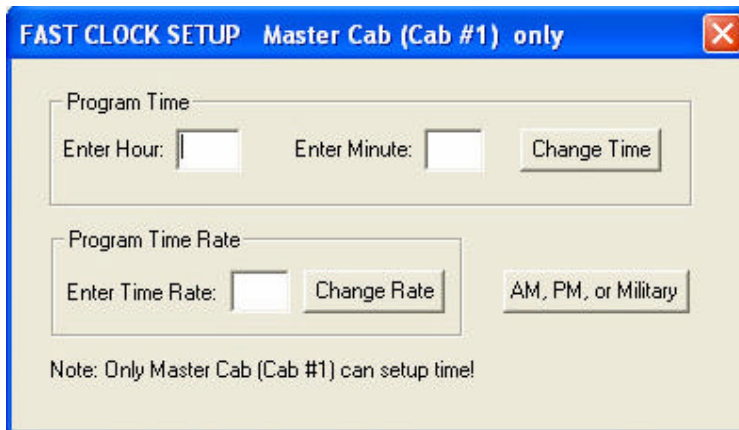 FAST CLOCK SETUP   Master Cab (Cab #1)  only
Program Time
Enter Hour: Enter Minute: Change Time
Program Time Rate
Enter Time Rate: Change Rate AM, PM, or Military
Note: Only Master Cab (Cab #1) can setup time!